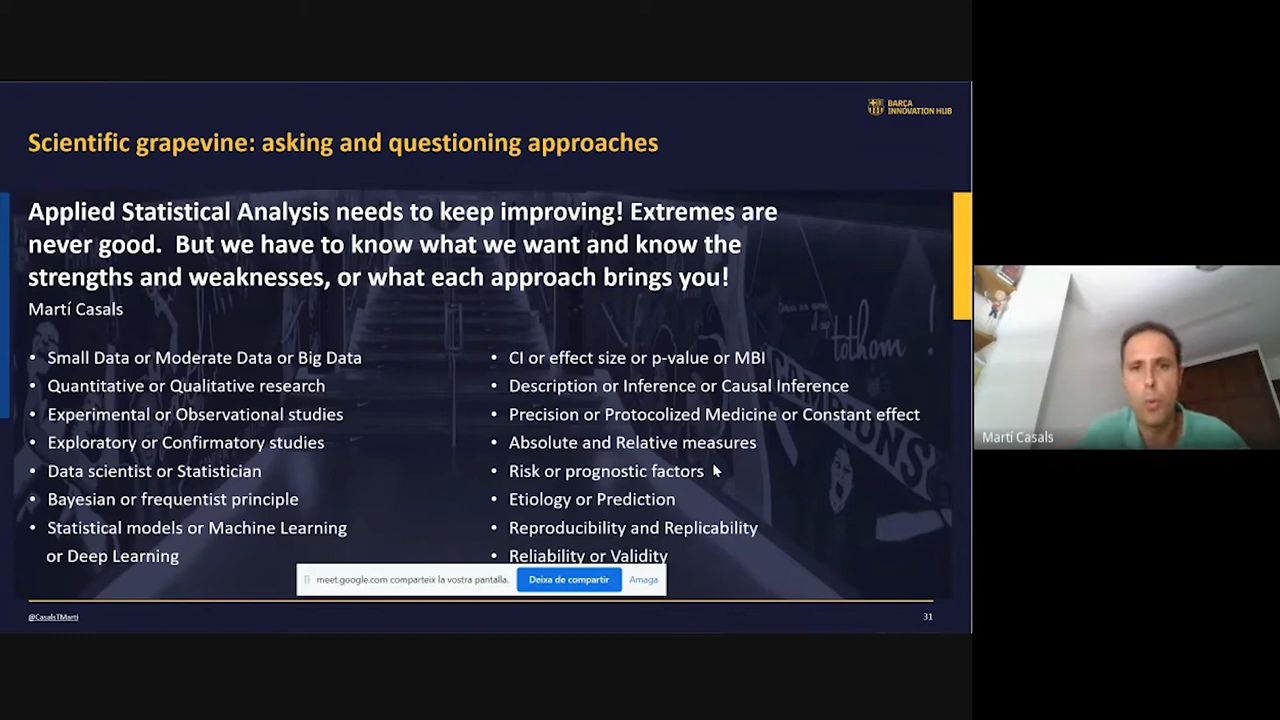 BARÇA
INNOVATION HUB
Scientific grapevine: asking and questioning approaches
Applied Statistical Analysis needs to keep improving! Extremes are
never good. But we have to know what we want and know the
strengths and weaknesses, or what each approach brings you!
Martí Casals
• Small Data or Moderate Data or Big Data
• Quantitative or Qualitative research
• Experimental or Observational studies
• Exploratory or Confirmatory studies
• Data scientist or Statistician
• Bayesian or frequentist principle
• Statistical models or Machine Learning
or Deep Learning
• CI or effect size or p-value or MBI
• Description or Inference or Causal Inference
• Precision or Protocolized Medicine or Constant effect
• Absolute and Relative measures
• Risk or prognostic factors
• Etiology or Prediction
• Reproducibility and Replicability
• Reliability or Validity
tothom!
meet.google.com comparteix la vostra pantalla.
Deixa de compartir
Amaga
@CasalsTMarti
31
Martí Casals